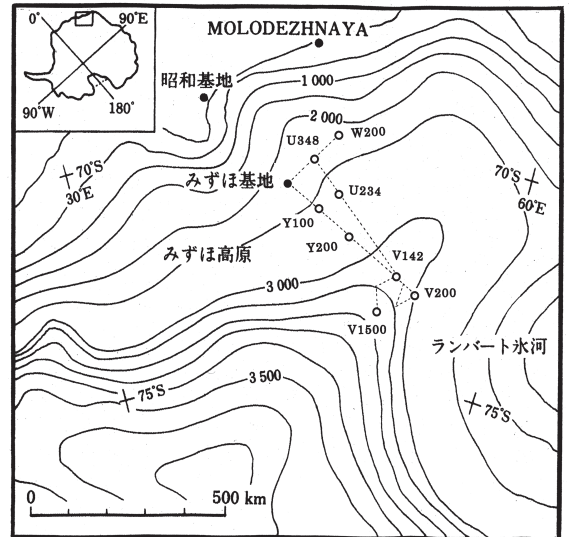 0°
90°E
90°W
180°
MOLODEZHNAYA
昭和基地
1 000
2 000
W200
U348
70°S
30°E
みずほ基地
U234
70°S
60°E
Y100
Y200
みずほ高原
V142
3 000
V200
V1500
ランバート氷河
75°S
3 500
75°S
0
500 km